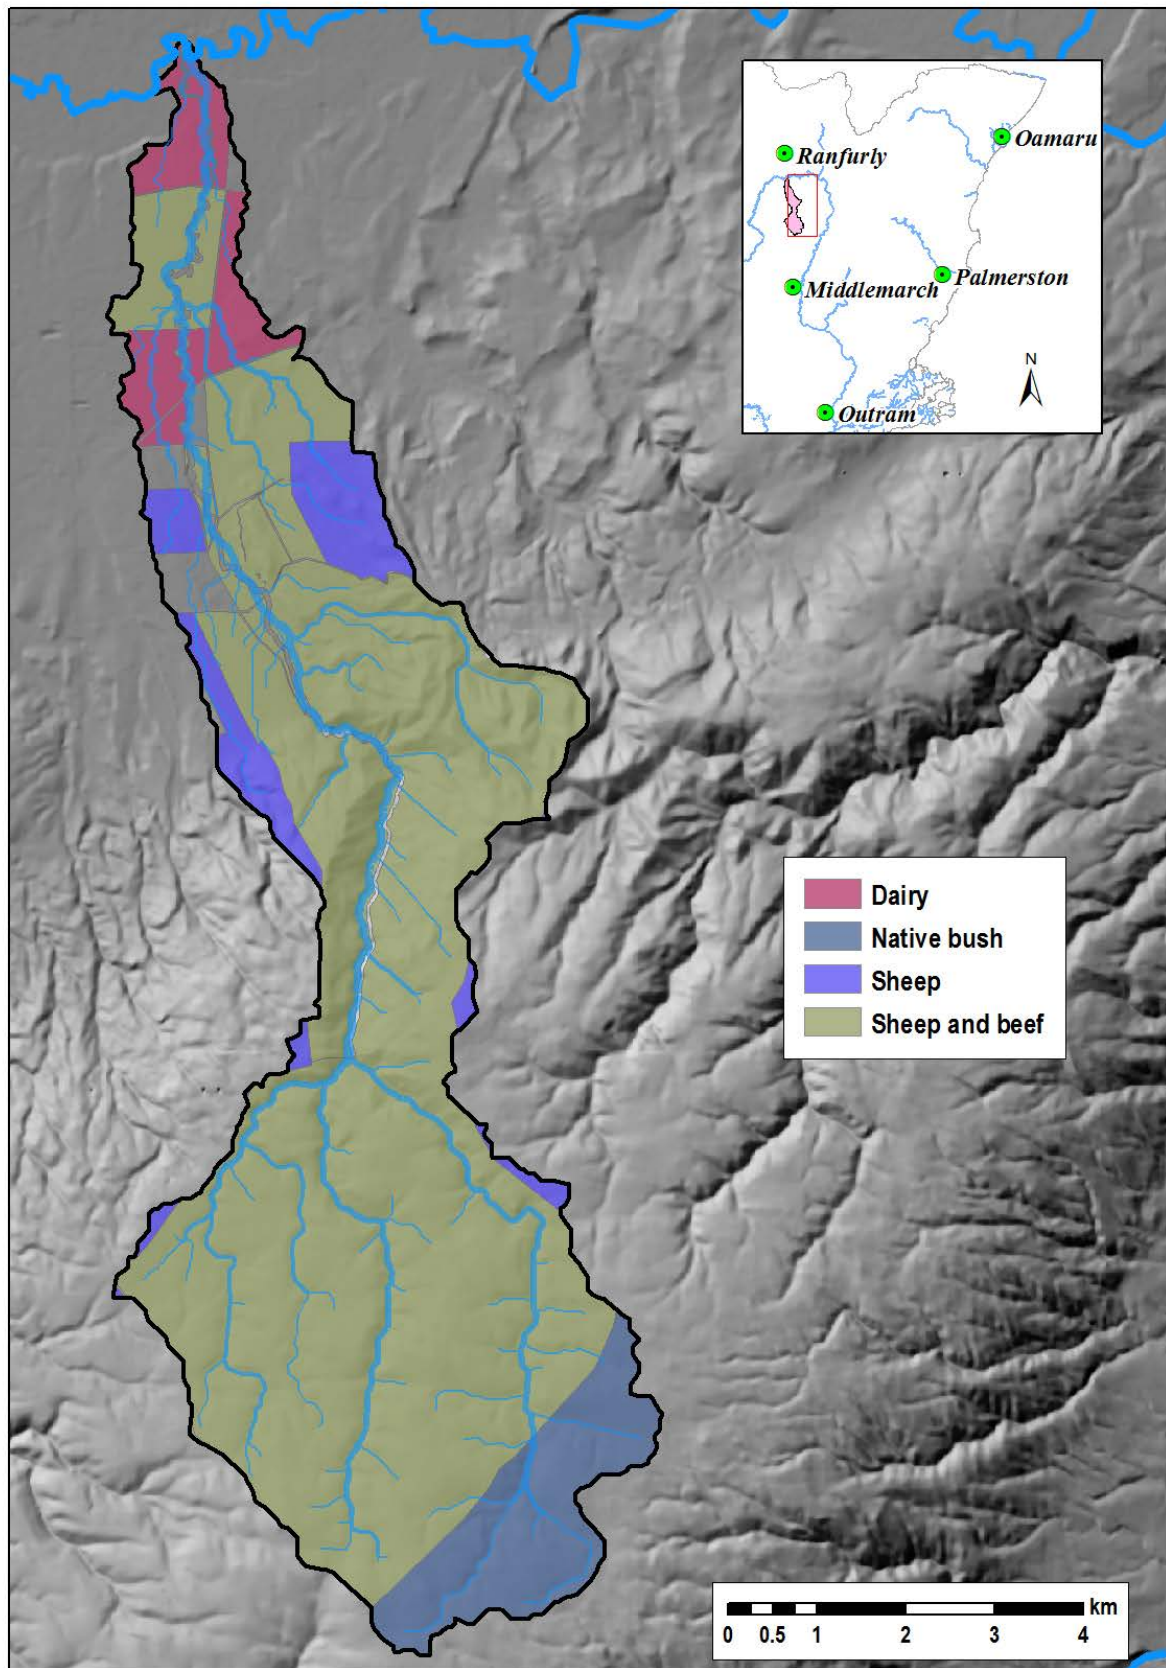 Oamaru
Ranfurly
Palmerston
Middlemarch
N
Outram
Dairy
Native bush
Sheep
Sheep and beef
km
0 0.5 1 2 3 4